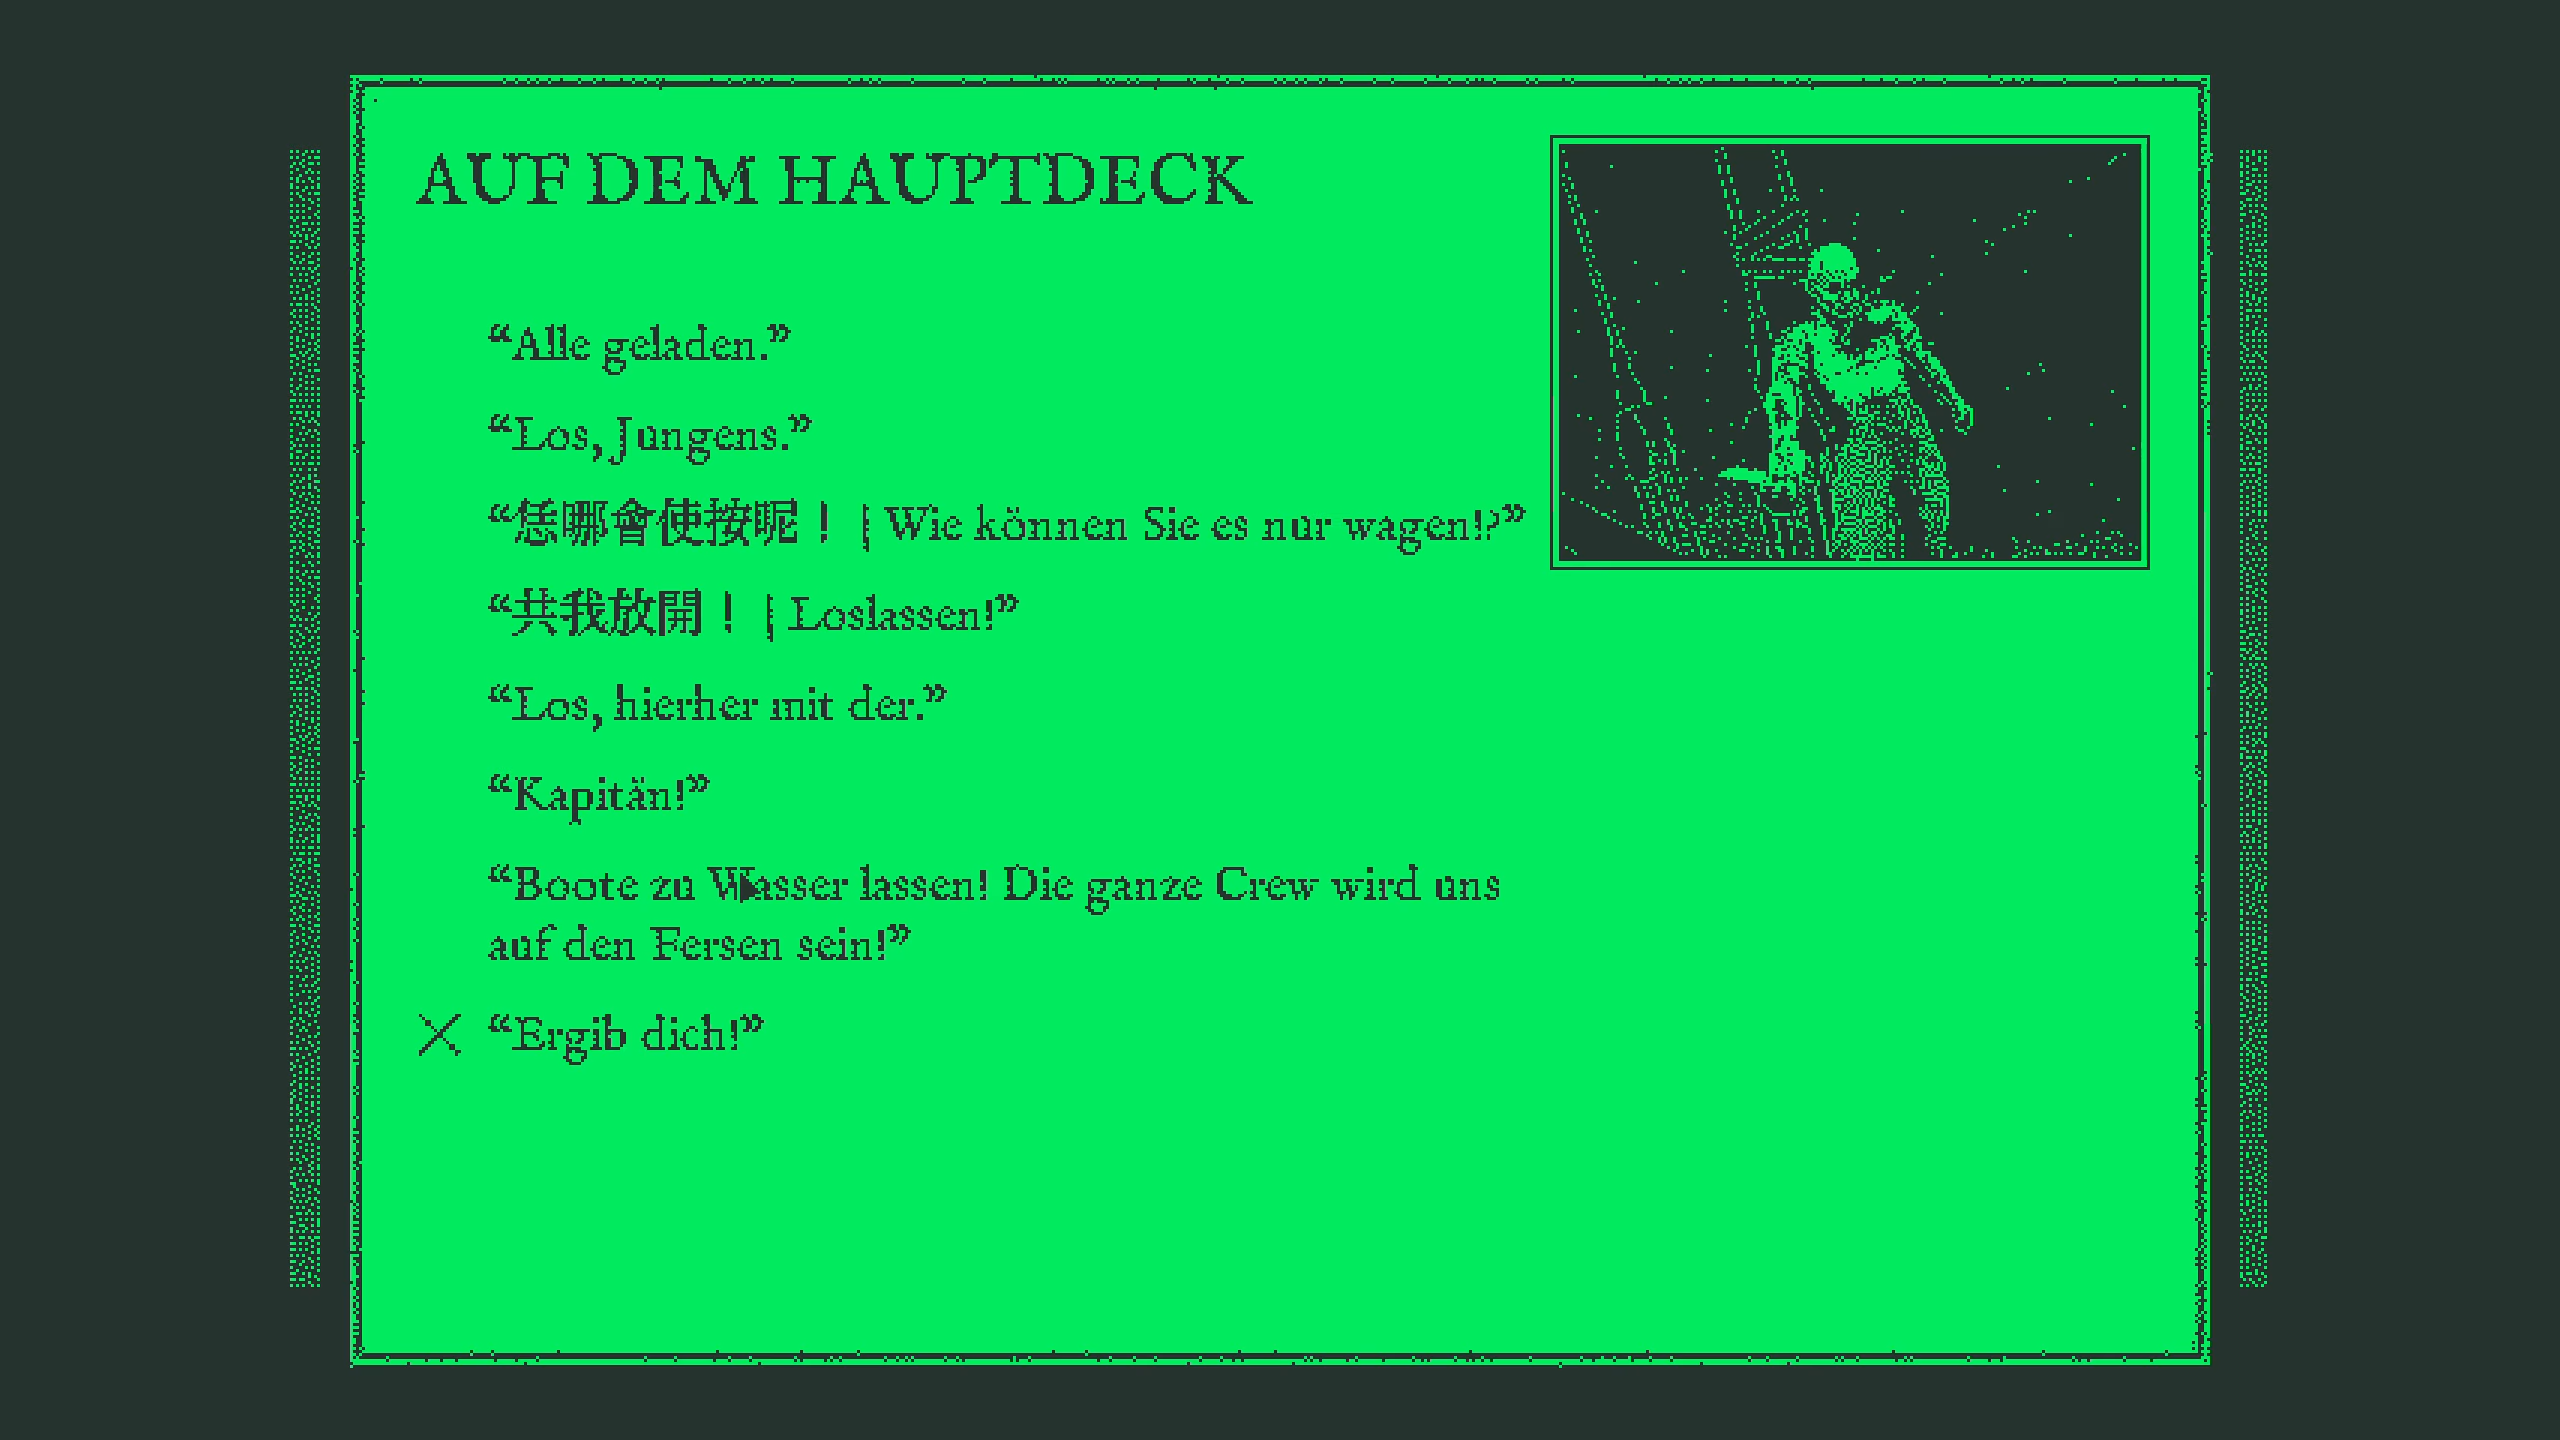 AUF DEM HAUPTDECK
“Alle geladen.”
“Los, Jungens.”
“恁哪會使按呢！ | Wie können Sie es nur wagen!?”
“共我放開！ | Loslassen!”
“Los, hierher mit der.”
“Kapitän!”
“Boote zu Wasser lassen! Die ganze Crew wird uns
auf den Fersen sein!”
“Ergib dich!”